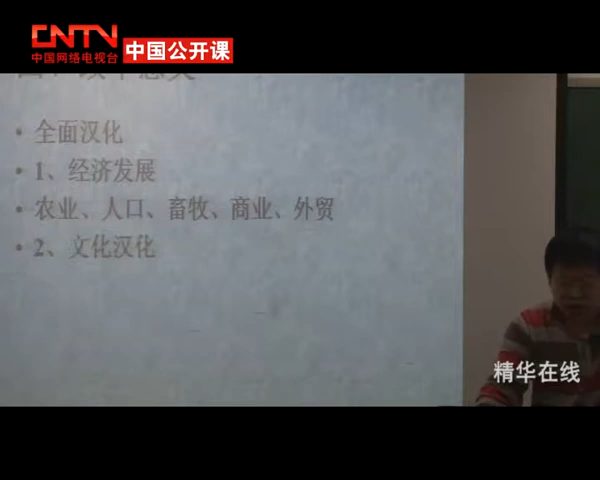 CNTV
中国网络电视台
中国公开课
• 全面汉化
• 1、经济发展
• 农业、人口、畜牧、商业、外贸
• 2、文化汉化
精华在线